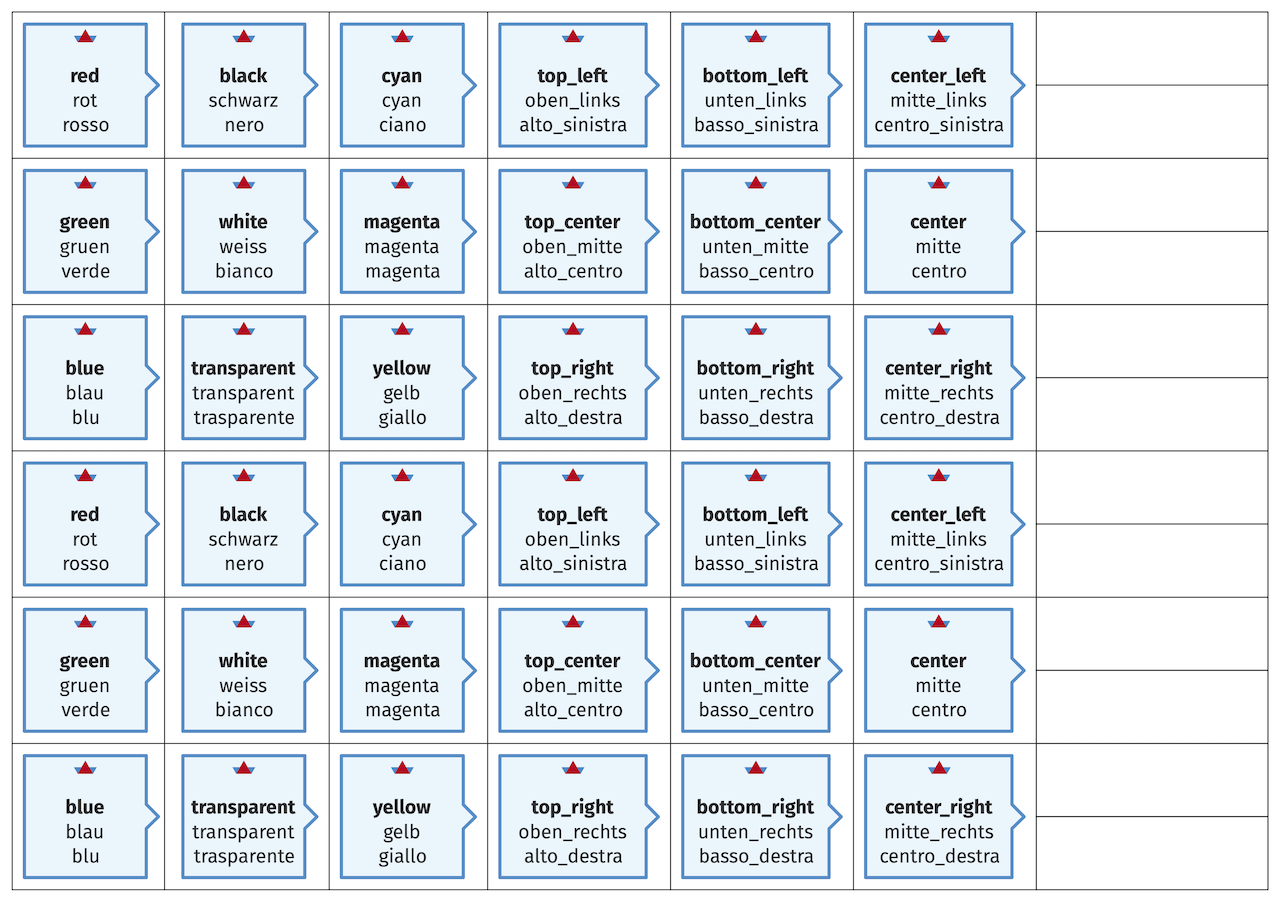 red
rot
rosso
black
schwarz
nero
cyan
cyan
ciano
top_left
oben_links
alto_sinistra
bottom_left
unten_links
basso_sinistra
center_left
mitte_links
centro_sinistra
green
gruen
verde
white
weiss
bianco
magenta
magenta
magenta
top_center
oben_mitte
alto_centro
bottom_center
unten_mitte
basso_centro
center
mitte
centro
blue
blau
blu
transparent
transparent
trasparente
yellow
gelb
giallo
top_right
oben_rechts
alto_destra
bottom_right
unten_rechts
basso_destra
center_right
mitte_rechts
centro_destra
red
rot
rosso
black
schwarz
nero
cyan
cyan
ciano
top_left
oben_links
alto_sinistra
bottom_left
unten_links
basso_sinistra
center_left
mitte_links
centro_sinistra
green
gruen
verde
white
weiss
bianco
magenta
magenta
magenta
top_center
oben_mitte
alto_centro
bottom_center
unten_mitte
basso_centro
center
mitte
centro
blue
blau
blu
transparent
transparent
trasparente
yellow
gelb
giallo
top_right
oben_rechts
alto_destra
bottom_right
unten_rechts
basso_destra
center_right
mitte_rechts
centro_destra